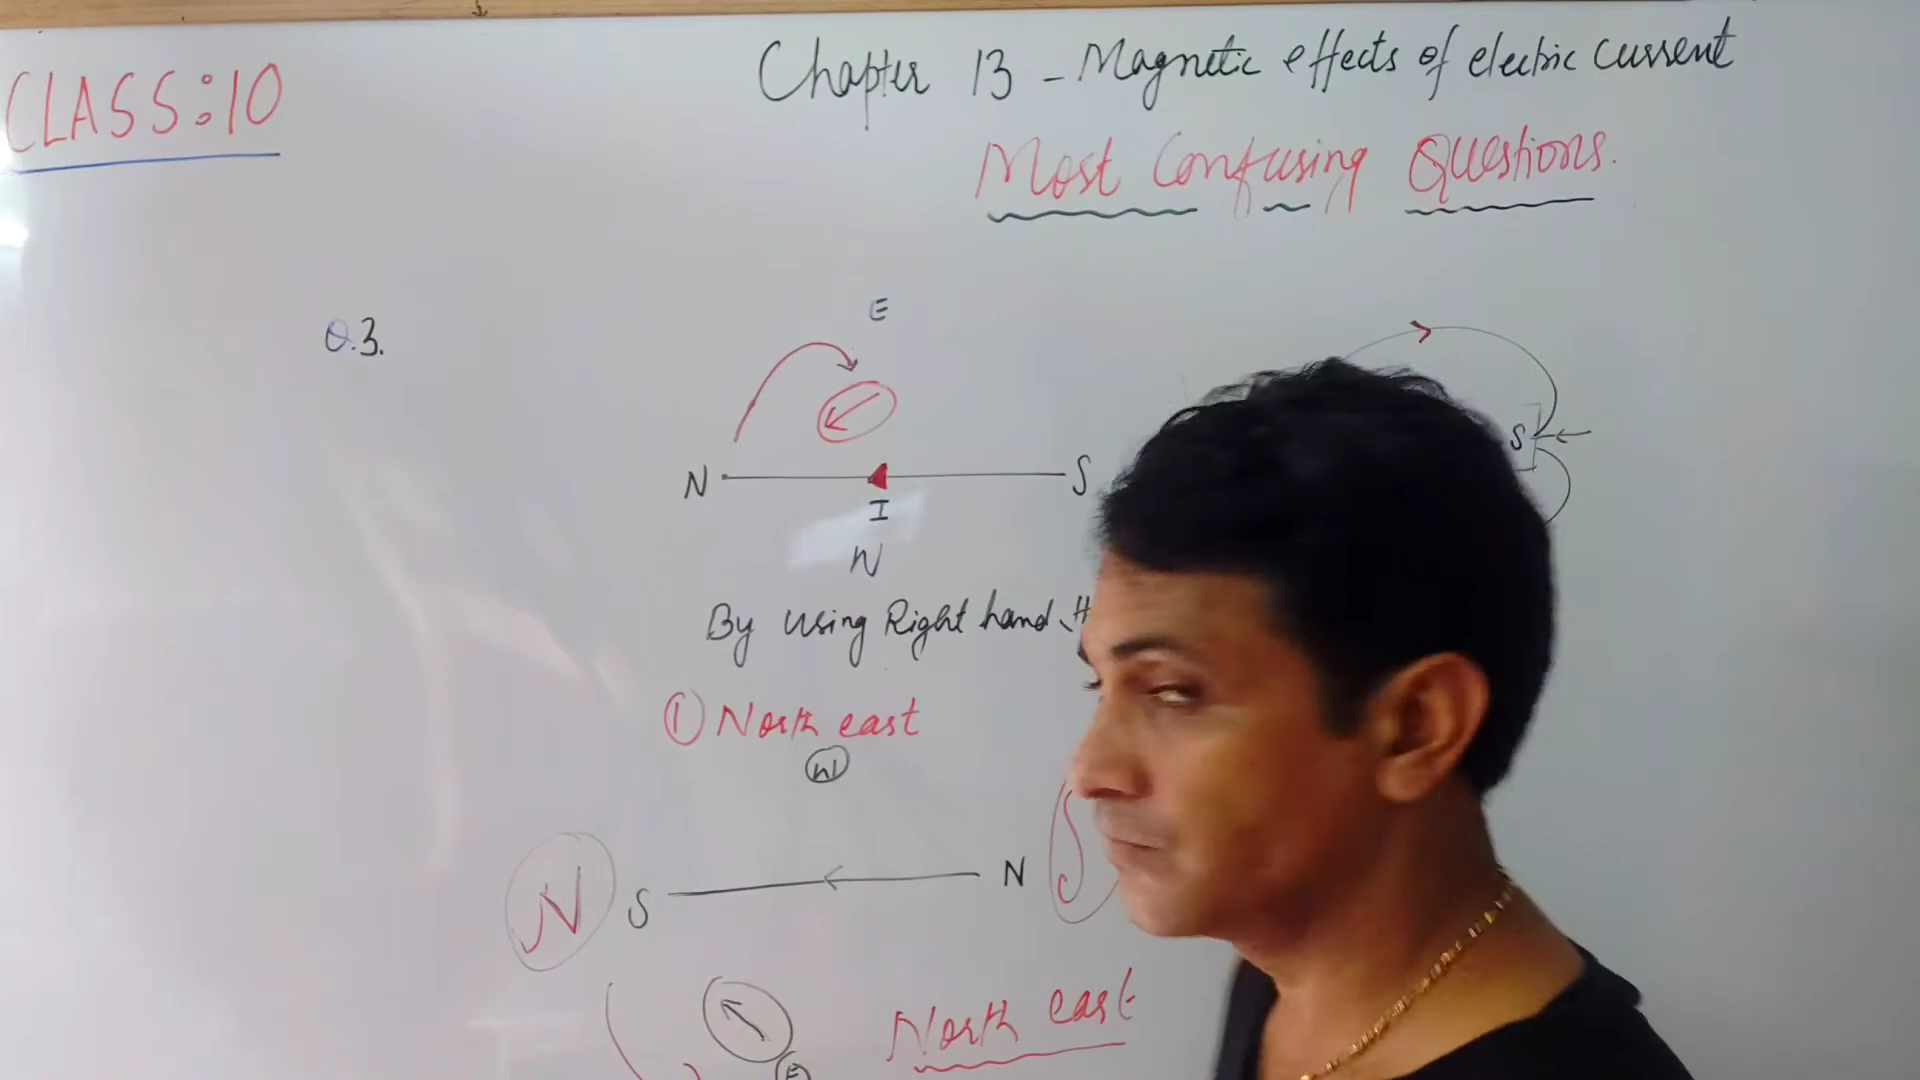 CLASS:10
Chapter 13 - Magnetic effects of electric current
Most Confusing Questions.
Q.3.
E
N
S
S
I
W
By using Right hand
① North east
W
N S
N S
North east
E